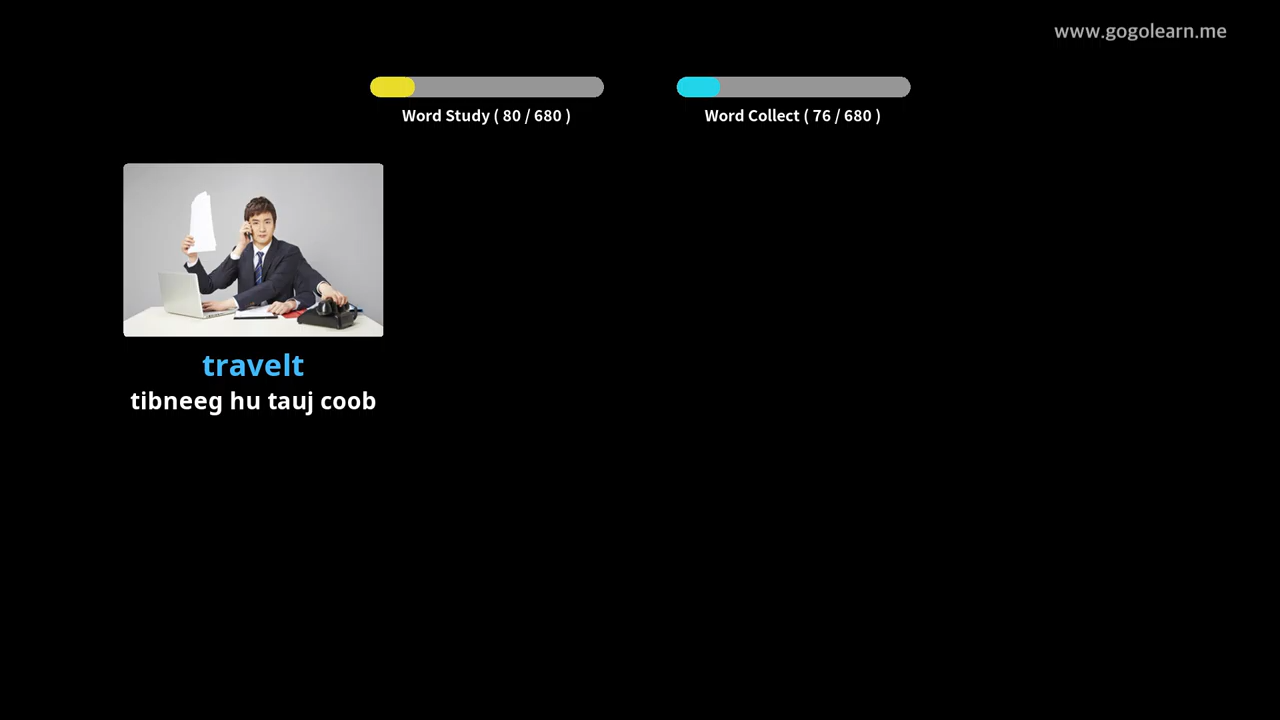 www.gogolearn.me
Word Study ( 80 / 680 )
Word Collect ( 76 / 680 )
travelt
tibneeg hu tauj coob